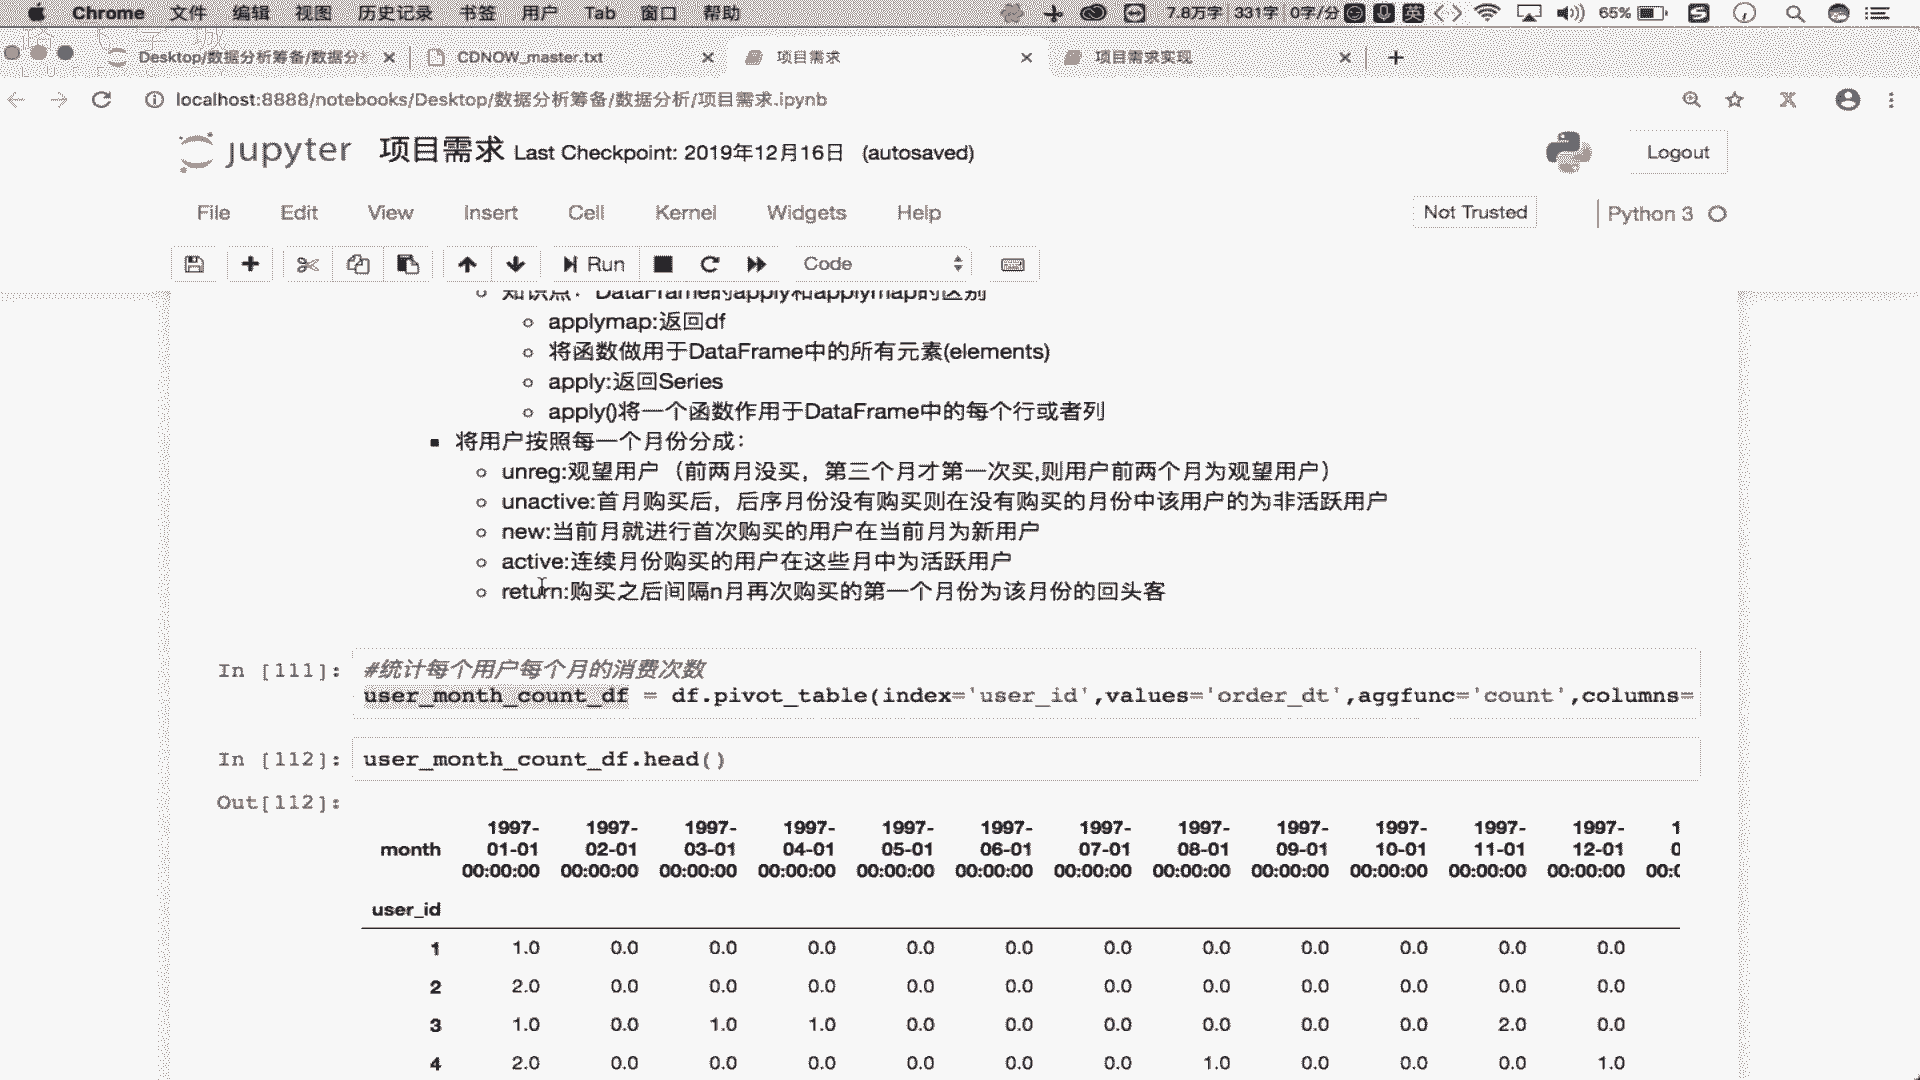 Chrome 文件 编辑 视图 历史记录 书签 用户 Tab 窗口 帮助 7.8万字 331字 0字/分 英 65%
Desktop/数据分析筹备/数据分析 CDNOW_master.txt 项目需求 项目需求实现
localhost:8888/notebooks/Desktop/数据分析筹备/数据分析/项目需求.ipynb
jupyter 项目需求 Last Checkpoint: 2019年12月16日 (autosaved) Logout
File Edit View Insert Cell Kernel Widgets Help Not Trusted Python 3
Run Code
知识点：DataFrame的apply和applymap的区别
applymap:返回df
将函数做用于DataFrame中的所有元素(elements)
apply:返回Series
apply()将一个函数作用于DataFrame中的每个行或者列
将用户按照每一个月份分成：
unreg:观望用户（前两月没买，第三个月才第一次买,则用户前两个月为观望用户）
unactive:首月购买后，后序月份没有购买则在没有购买的月份中该用户的为非活跃用户
new:当前月就进行首次购买的用户在当前月为新用户
active:连续月份购买的用户在这些月中为活跃用户
return:购买之后间隔n月再次购买的第一个月份为该月份的回头客
In [111]: #统计每个用户每个月的消费次数
user_month_count_df = df.pivot_table(index='user_id',values='order_dt',aggfunc='count',columns=
In [112]: user_month_count_df.head()
Out[112]:
1997- 1997- 1997- 1997- 1997- 1997- 1997- 1997- 1997- 1997- 1997- 1997- 1
month 01-01 02-01 03-01 04-01 05-01 06-01 07-01 08-01 09-01 10-01 11-01 12-01 0
00:00:00 00:00:00 00:00:00 00:00:00 00:00:00 00:00:00 00:00:00 00:00:00 00:00:00 00:00:00 00:00:00 00:00:00 00:0
user_id
1 1.0 0.0 0.0 0.0 0.0 0.0 0.0 0.0 0.0 0.0 0.0 0.0
2 2.0 0.0 0.0 0.0 0.0 0.0 0.0 0.0 0.0 0.0 0.0 0.0
3 1.0 0.0 1.0 1.0 0.0 0.0 0.0 0.0 0.0 0.0 2.0 0.0
4 2.0 0.0 0.0 0.0 0.0 0.0 0.0 1.0 0.0 0.0 0.0 1.0